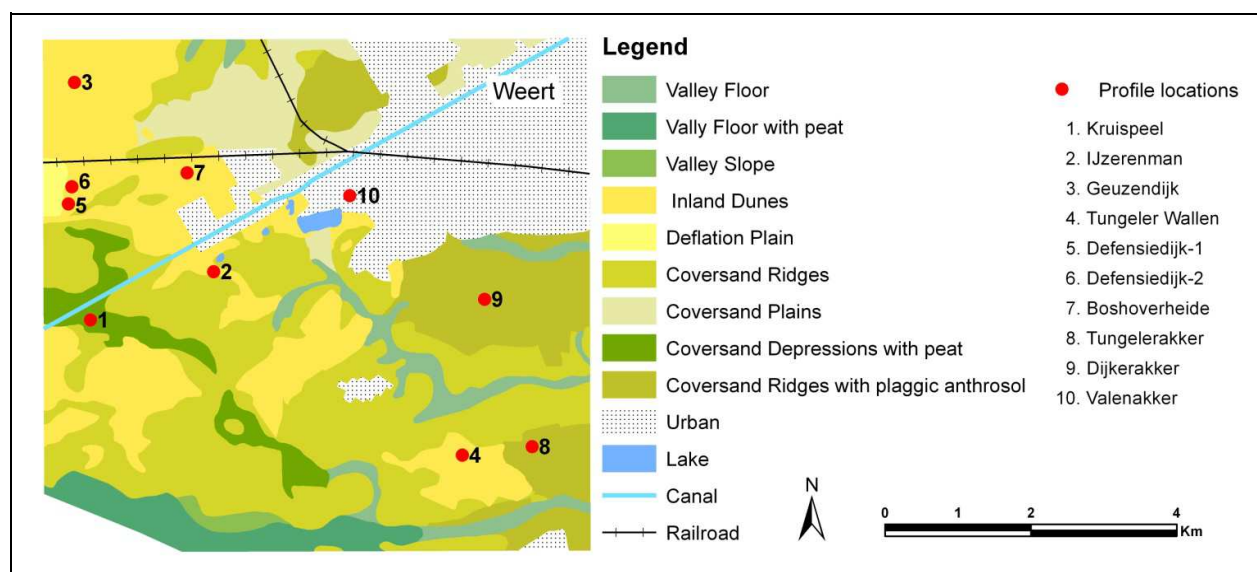 Weert
3
7
6
5
10
2
9
1
8
4
Legend
Valley Floor
Vally Floor with peat
Valley Slope
Inland Dunes
Deflation Plain
Coversand Ridges
Coversand Plains
Coversand Depressions with peat
Coversand Ridges with plaggic anthrosol
Urban
Lake
Canal
Railroad
Profile locations
1. Kruispeel
2. IJzerenman
3. Geuzendijk
4. Tungeler Wallen
5. Defensiedijk-1
6. Defensiedijk-2
7. Boshoverheide
8. Tungelerakker
9. Dijkerakker
10. Valenakker
N
0 1 2 4
Km